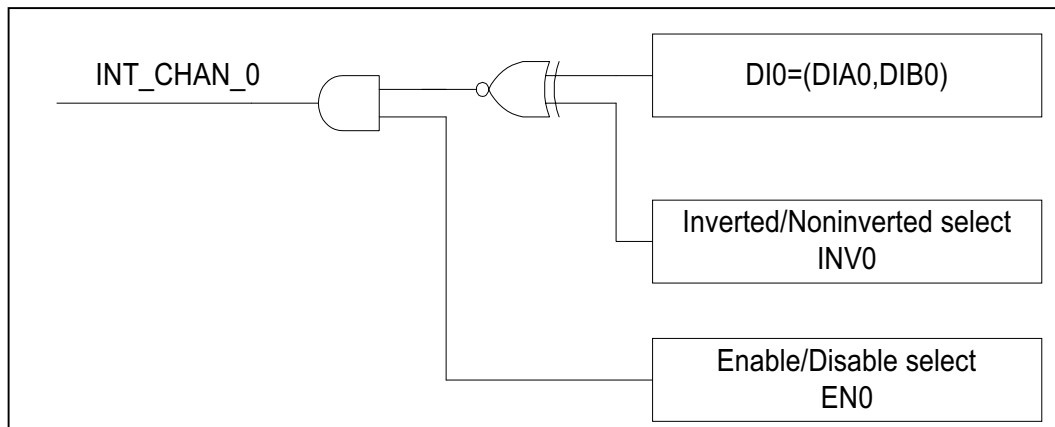 INT_CHAN_0
DI0=(DIA0,DIB0)
Inverted/Noninverted select
INV0
Enable/Disable select
EN0